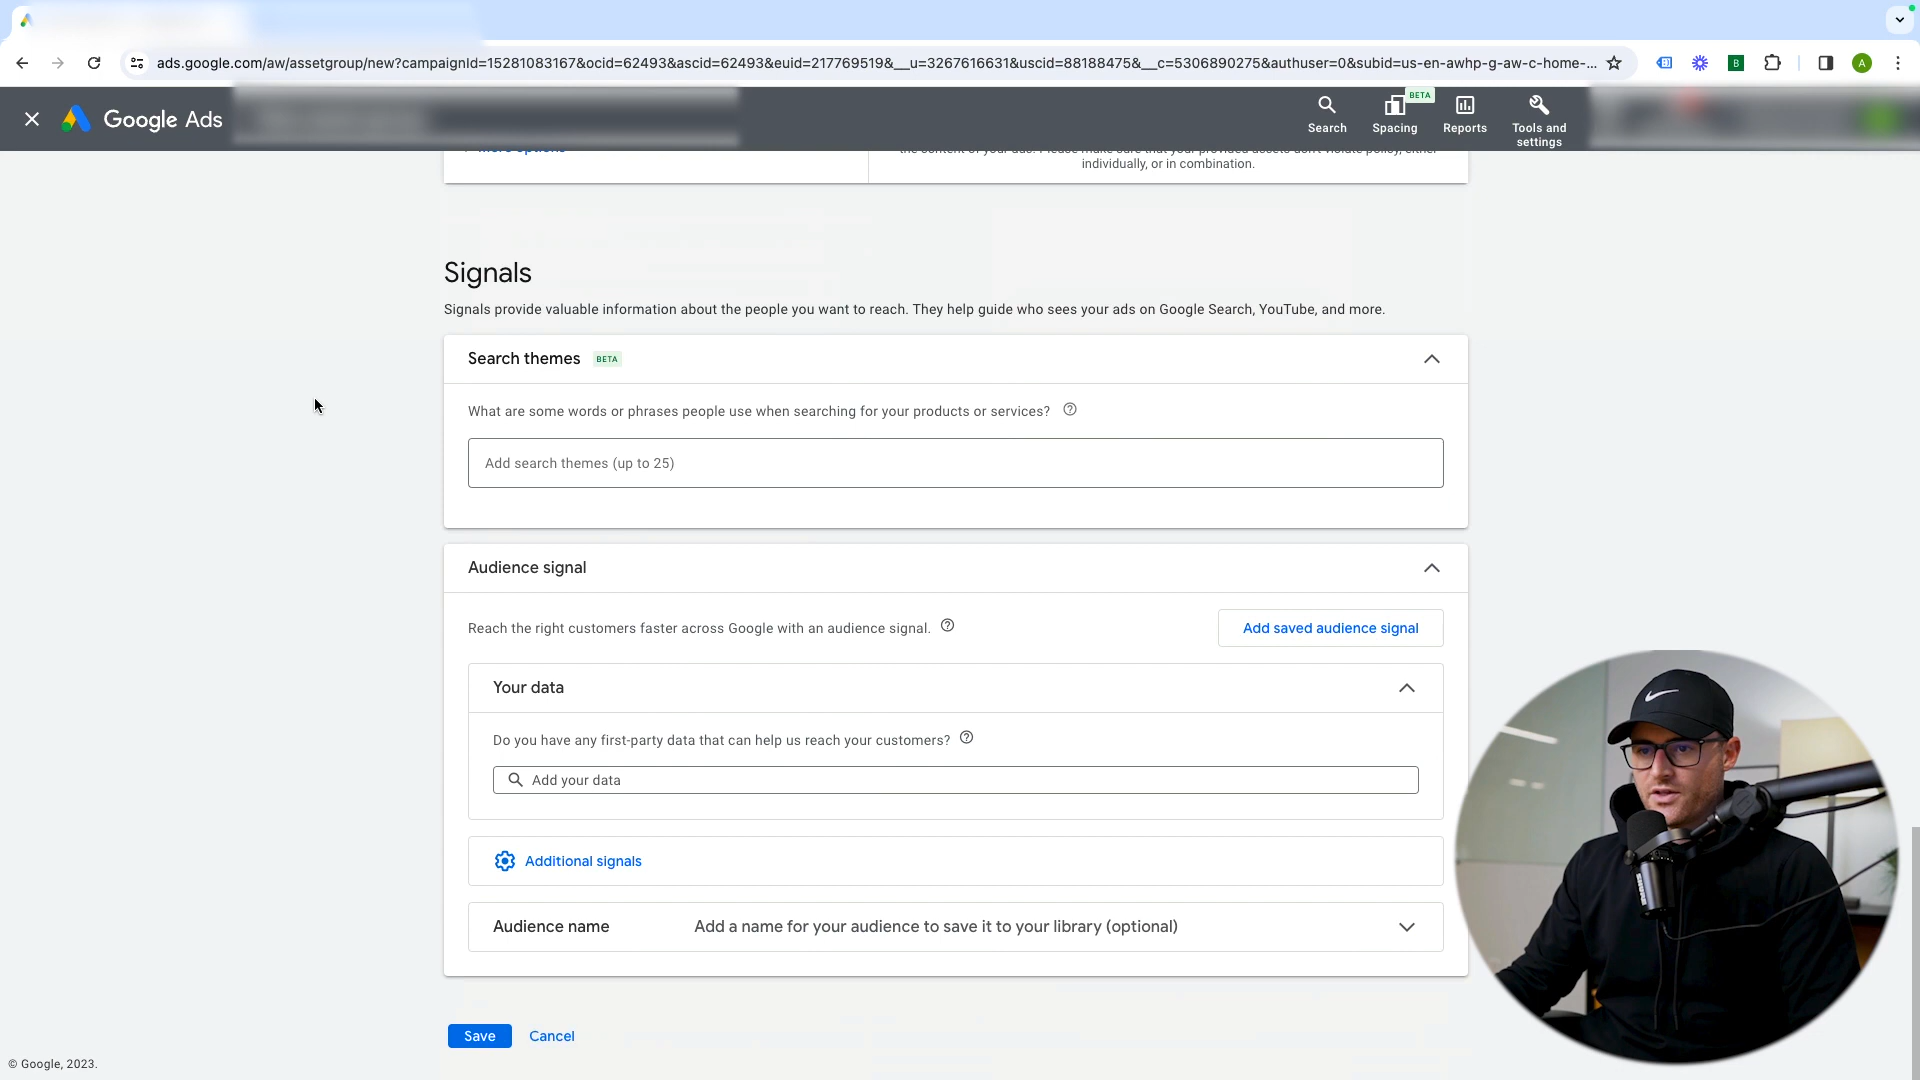 ads.google.com/aw/assetgroup/new?campaignId=15281083167&ocid=62493&ascid=62493&euid=217769519&__u=3267616631&uscid=88188475&__c=5306890275&authuser=0&subid=us-en-awhp-g-aw-c-home-...
B
A
Google Ads
BETA
Search
Spacing
Reports
Tools and
settings
More options
the content of your ads. Please make sure that your provided assets don't violate policy, either
individually, or in combination.
Signals
Signals provide valuable information about the people you want to reach. They help guide who sees your ads on Google Search, YouTube, and more.
Search themes BETA
What are some words or phrases people use when searching for your products or services?
Add search themes (up to 25)
Audience signal
Reach the right customers faster across Google with an audience signal.
Add saved audience signal
Your data
Do you have any first-party data that can help us reach your customers?
Add your data
Additional signals
Audience name Add a name for your audience to save it to your library (optional)
Save Cancel
© Google, 2023.